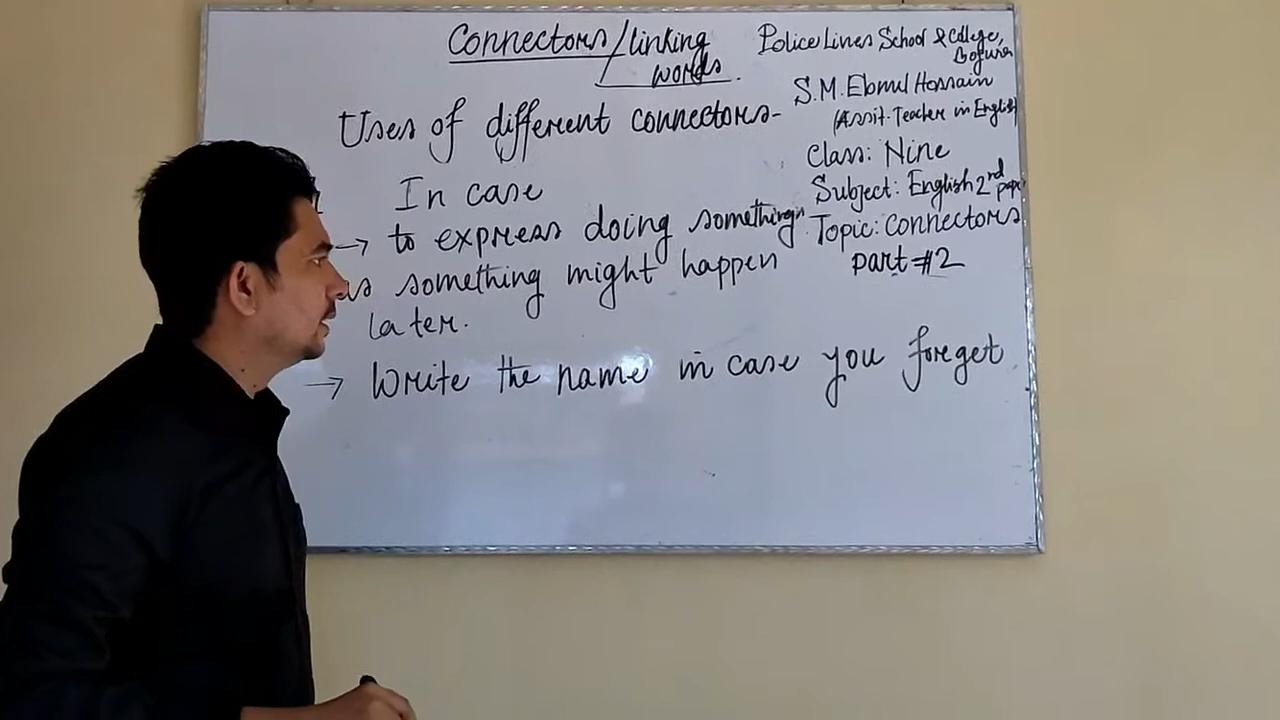 Connectors/linking
words.
Uses of different connectors-
In case
→ to express doing something
as something might happen
later.
→ Write the name in case you forget
Police Lines School & College,
Bogura
S.M. Ebnul Hossain
(Assit. Teacher in English
Class: Nine
Subject: English 2nd paper
Topic: Connectors
part #2